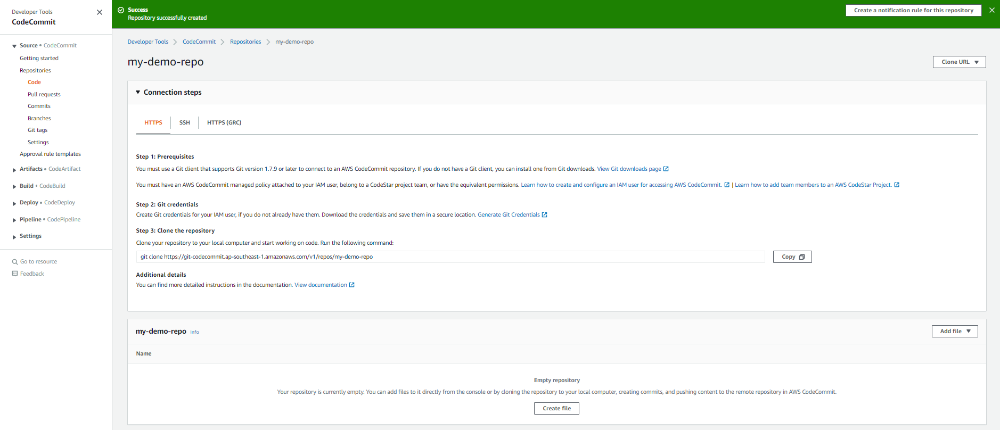 Developer Tools
CodeCommit
Source • CodeCommit
Getting started
Repositories
Code
Pull requests
Commits
Branches
Git tags
Settings
Approval rule templates
Artifacts • CodeArtifact
Build • CodeBuild
Deploy • CodeDeploy
Pipeline • CodePipeline
Settings
Go to resource
Feedback
Success
Repository successfully created
Create a notification rule for this repository
Developer Tools > CodeCommit > Repositories > my-demo-repo
my-demo-repo
Clone URL
Connection steps
HTTPS SSH HTTPS (GRC)
Step 1: Prerequisites
You must use a Git client that supports Git version 1.7.9 or later to connect to an AWS CodeCommit repository. If you do not have a Git client, you can install one from Git downloads. View Git downloads page
You must have an AWS CodeCommit managed policy attached to your IAM user, belong to a CodeStar project team, or have the equivalent permissions. Learn how to create and configure an IAM user for accessing AWS CodeCommit. | Learn how to add team members to an AWS CodeStar Project.
Step 2: Git credentials
Create Git credentials for your IAM user, if you do not already have them. Download the credentials and save them in a secure location. Generate Git Credentials
Step 3: Clone the repository
Clone your repository to your local computer and start working on code. Run the following command:
git clone https://git-codecommit.ap-southeast-1.amazonaws.com/v1/repos/my-demo-repo
Copy
Additional details
You can find more detailed instructions in the documentation. View documentation
my-demo-repo Info
Add file
Name
Empty repository
Your repository is currently empty. You can add files to it directly from the console or by cloning the repository to your local computer, creating commits, and pushing content to the remote repository in AWS CodeCommit.
Create file